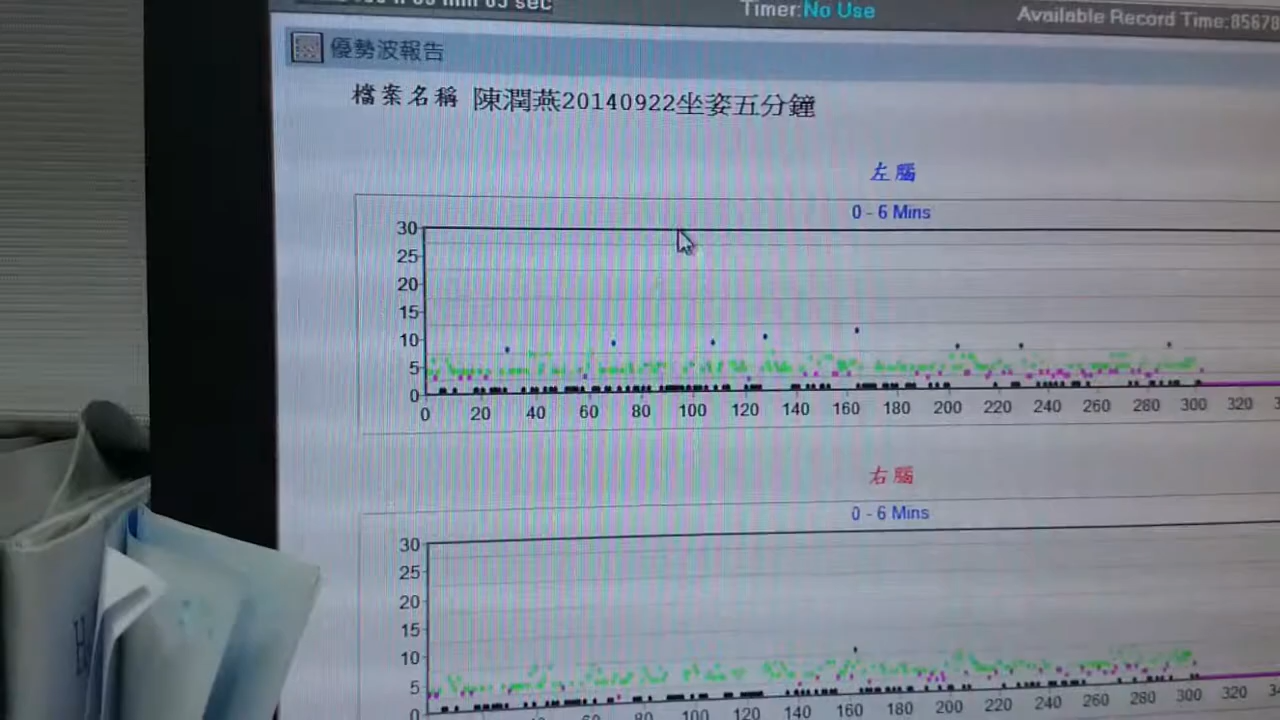 Timer:No Use
Available Record Time:85678
優勢波報告
檔案名稱 陳潤燕20140922坐姿五分鐘
左腦
0 - 6 Mins
30
25
20
15
10
5
0
0 20 40 60 80 100 120 140 160 180 200 220 240 260 280 300 320
右腦
0 - 6 Mins
30
25
20
15
10
5
0
80 100 120 140 160 180 200 220 240 260 280 300 320